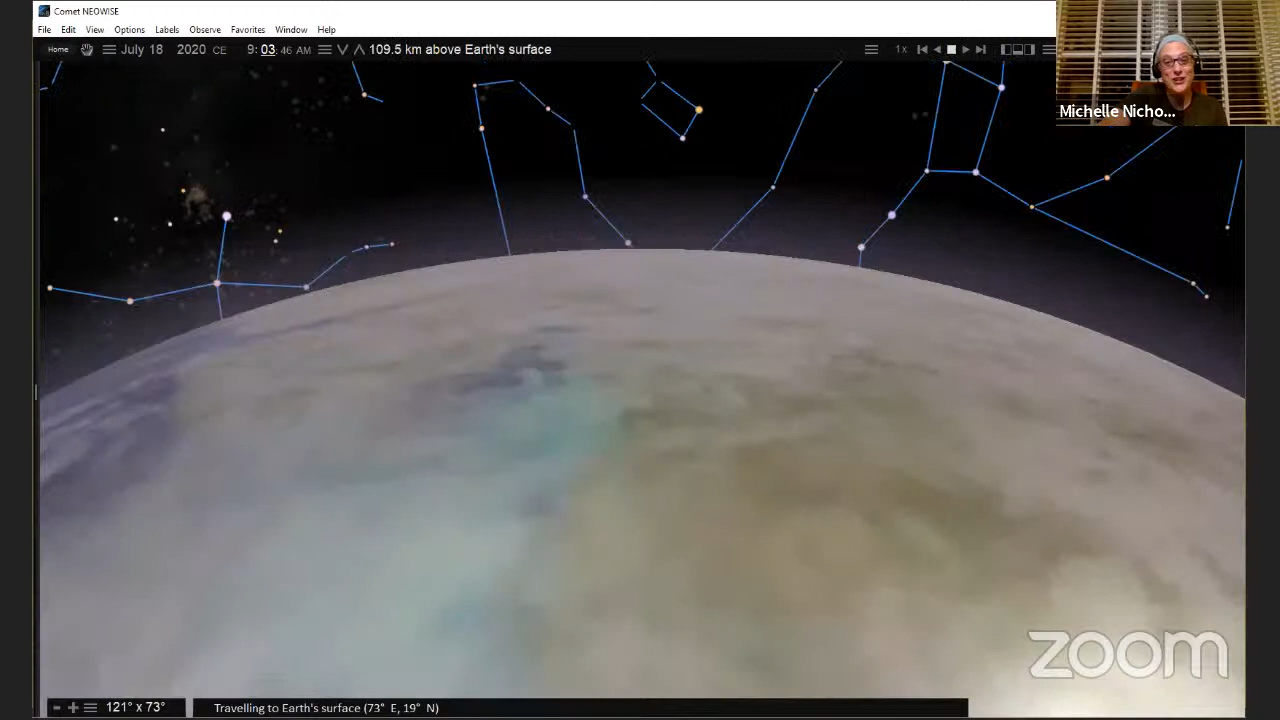 Comet NEOWISE
File Edit View Options Labels Observe Favorites Window Help
Home July 18 2020 CE 9:03:46 AM 109.5 km above Earth's surface 1x
Michelle Nicho...
zoom
121° x 73° Travelling to Earth's surface (73° E, 19° N)